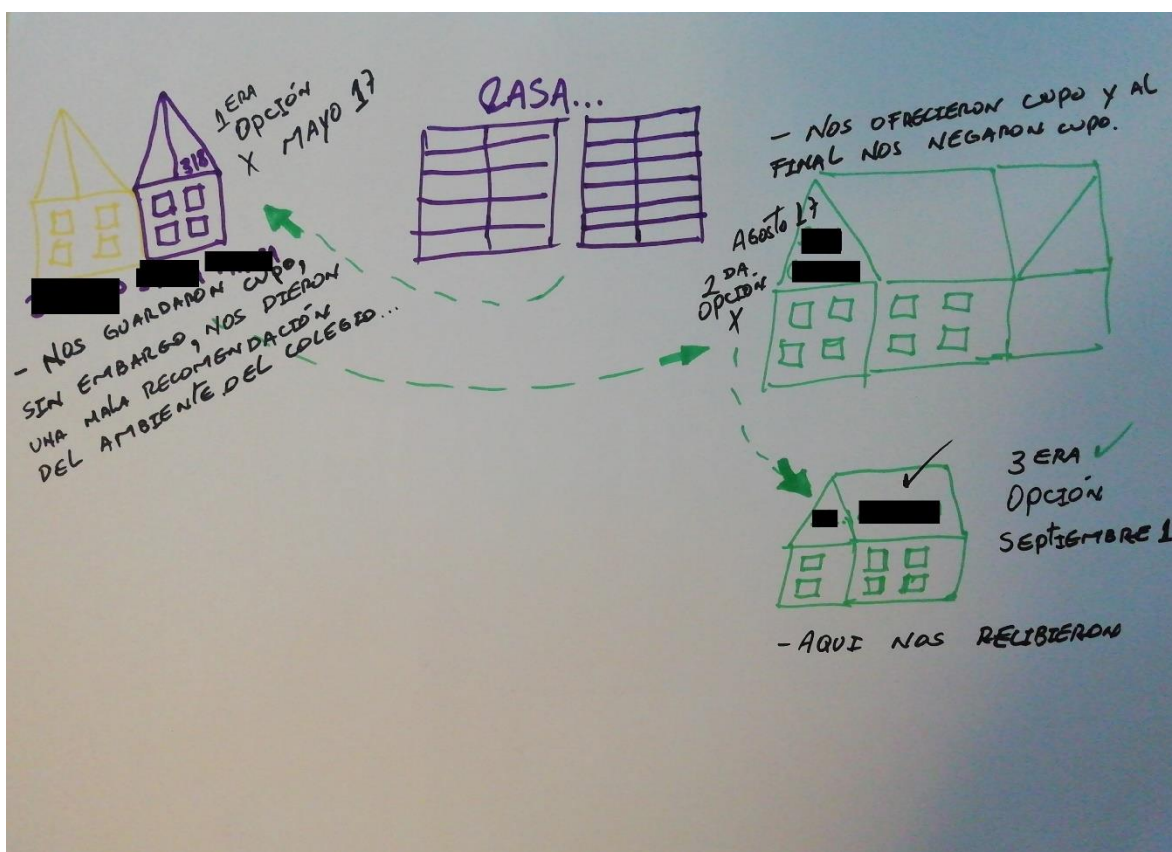 1ERA
OPCIÓN
X MAYO 17
318
- NOS GUARDARON CUPO,
SIN EMBARGO, NOS DIERON
UNA MALA RECOMENDACIÓN
DEL AMBIENTE DEL COLEGIO...
CASA...
- NOS OFRECIERON CUPO Y AL
FINAL NOS NEGARON CUPO.
AGOSTO 17
2DA.
OPCIÓN
X
3 ERA
OPCIÓN
SEPTIEMBRE 1
- AQUI NOS RECIBIERON